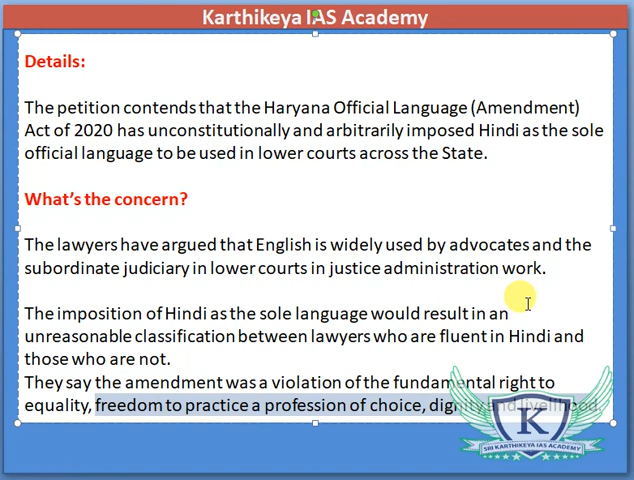 Karthikeya IAS Academy
Details:
The petition contends that the Haryana Official Language (Amendment)
Act of 2020 has unconstitutionally and arbitrarily imposed Hindi as the sole
official language to be used in lower courts across the State.
What's the concern?
The lawyers have argued that English is widely used by advocates and the
subordinate judiciary in lower courts in justice administration work.
The imposition of Hindi as the sole language would result in an
unreasonable classification between lawyers who are fluent in Hindi and
those who are not.
They say the amendment was a violation of the fundamental right to
equality, freedom to practice a profession of choice, dignity and livelihood.
K
SRI KARTHIKEYA IAS ACADEMY